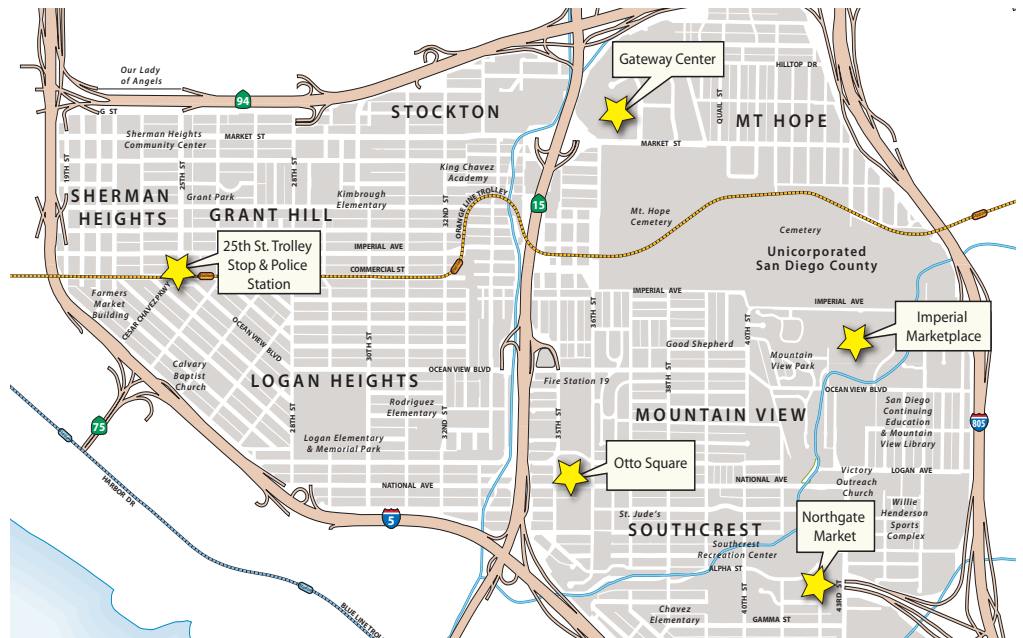 Our Lady
of Angels
G ST
94
STOCKTON
Gateway Center
HILLTOP DR
QUAIL ST
MT HOPE
MARKET ST
Sherman Heights
Community Center
MARKET ST
19TH ST
25TH ST
28TH ST
King Chavez
Academy
SHERMAN
HEIGHTS
Grant Park
GRANT HILL
Kimbrough
Elementary
32ND ST
ORANGE LINE TROLLEY
15
Mt. Hope
Cemetery
Cemetery
Unicorporated
San Diego County
IMPERIAL AVE
COMMERCIAL ST
25th St. Trolley
Stop & Police
Station
Farmers
Market
Building
CESAR CHAVEZ PKWY
OCEAN VIEW BLVD
IMPERIAL AVE
IMPERIAL AVE
36TH ST
40TH ST
Imperial
Marketplace
Good Shepherd
Mountain
View Park
30TH ST
Calvary
Baptist
Church
LOGAN HEIGHTS
OCEAN VIEW BLVD
Fire Station 19
38TH ST
OCEAN VIEW BLVD
75
28TH ST
Rodriguez
Elementary
32ND ST
35TH ST
MOUNTAIN VIEW
San Diego
Continuing
Education
& Mountain
View Library
805
Logan Elementary
& Memorial Park
Otto Square
LOGAN AVE
HARBOR DR
NATIONAL AVE
NATIONAL AVE
Victory
Outreach
Church
5
St. Jude's
SOUTHCREST
Willie
Henderson
Sports
Complex
Northgate
Market
Southcrest
Recreation Center
ALPHA ST
40TH ST
43RD ST
Chavez
Elementary
GAMMA ST
BLUE LINE TROL